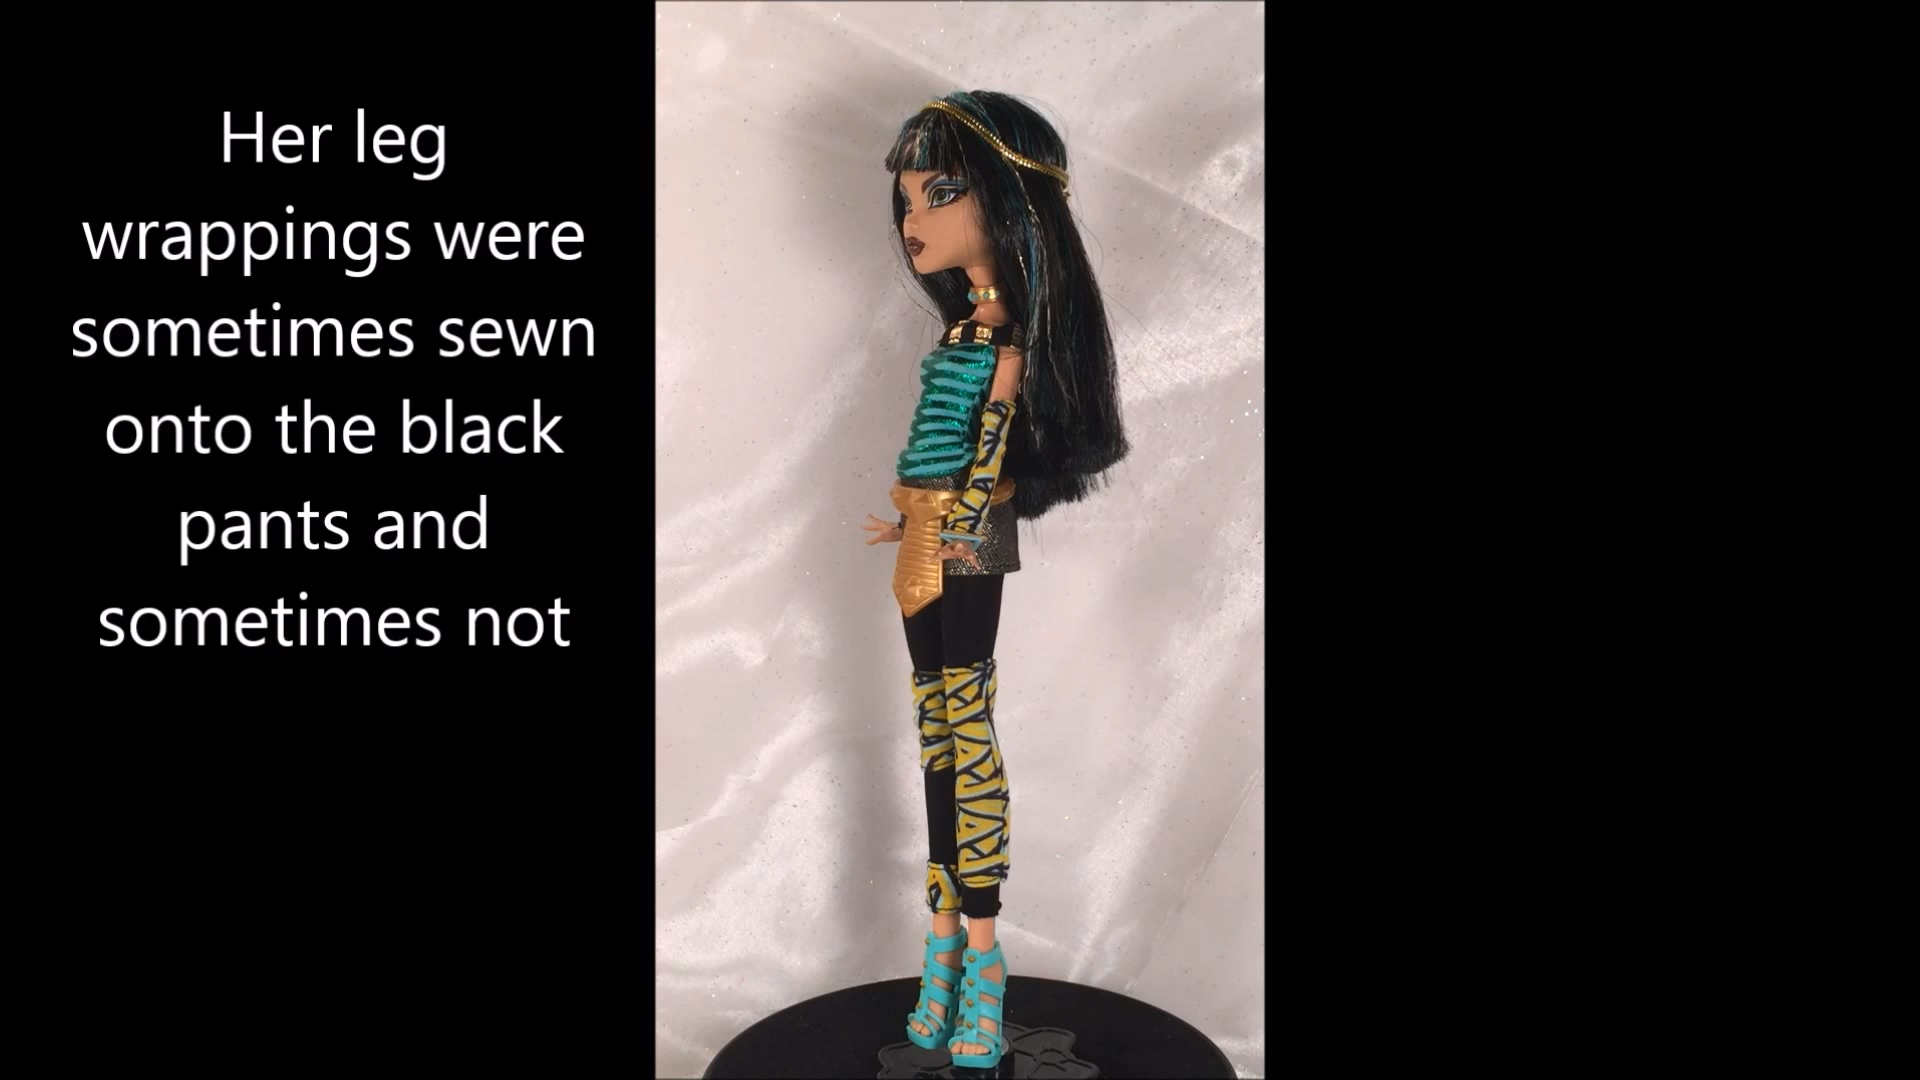 Her leg
wrappings were
sometimes sewn
onto the black
pants and
sometimes not